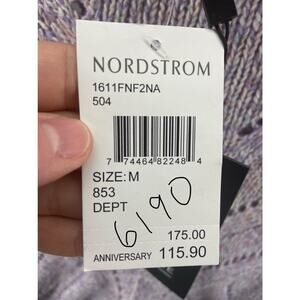 NORDSTROM
1611FNF2NA
504
7 74464 82248 4
SIZE: M
853
DEPT
6190
175.00
ANNIVERSARY 115.90